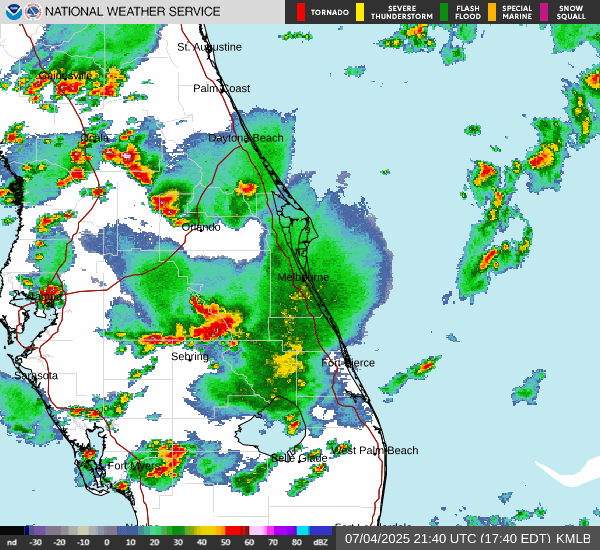 NATIONAL WEATHER SERVICE
TORNADO
SEVERE THUNDERSTORM
FLASH FLOOD
SPECIAL MARINE
SNOW SQUALL
St. Augustine
Gainesville
Palm Coast
Ocala
Daytona Beach
Orlando
Melbourne
Tampa
Sebring
Fort Pierce
Sarasota
West Palm Beach
Belle Glade
Fort Myers
nd -30 -20 -10 0 10 20 30 40 50 60 70 80 dBZ
07/04/2025 21:40 UTC (17:40 EDT) KMLB